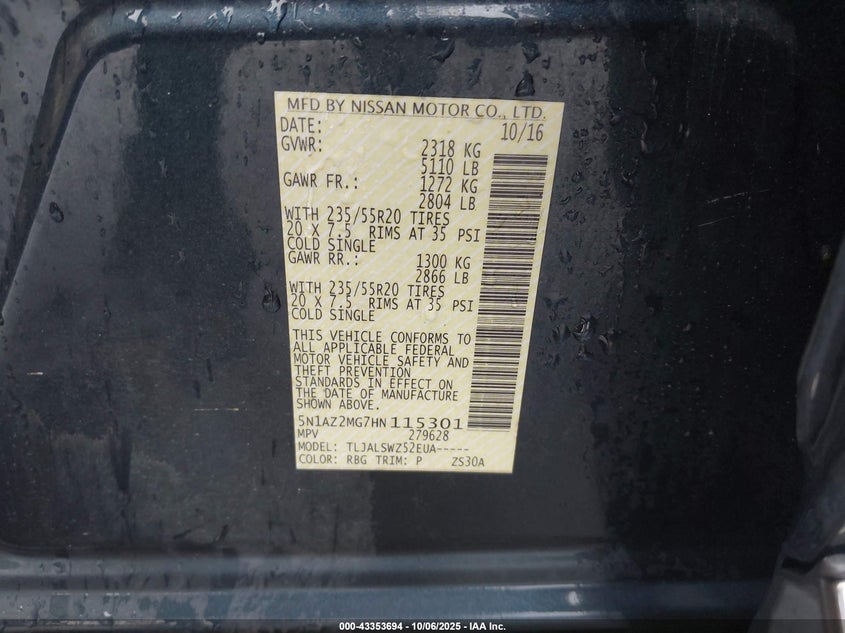 MFD BY NISSAN MOTOR CO., LTD.
DATE: 10/16
GVWR: 2318 KG
5110 LB
GAWR FR.: 1272 KG
2804 LB
WITH 235/55R20 TIRES
20 X 7.5 RIMS AT 35 PSI
COLD SINGLE
GAWR RR.: 1300 KG
2866 LB
WITH 235/55R20 TIRES
20 X 7.5 RIMS AT 35 PSI
COLD SINGLE
THIS VEHICLE CONFORMS TO
ALL APPLICABLE FEDERAL
MOTOR VEHICLE SAFETY AND
THEFT PREVENTION
STANDARDS IN EFFECT ON
THE DATE OF MANUFACTURE
SHOWN ABOVE.
5N1AZ2MG7HN115301
MPV 279628
MODEL: TLJALSWZ52EUA-----
COLOR: RBG TRIM: P ZS30A
000-43353694 - 10/06/2025 - IAA Inc.